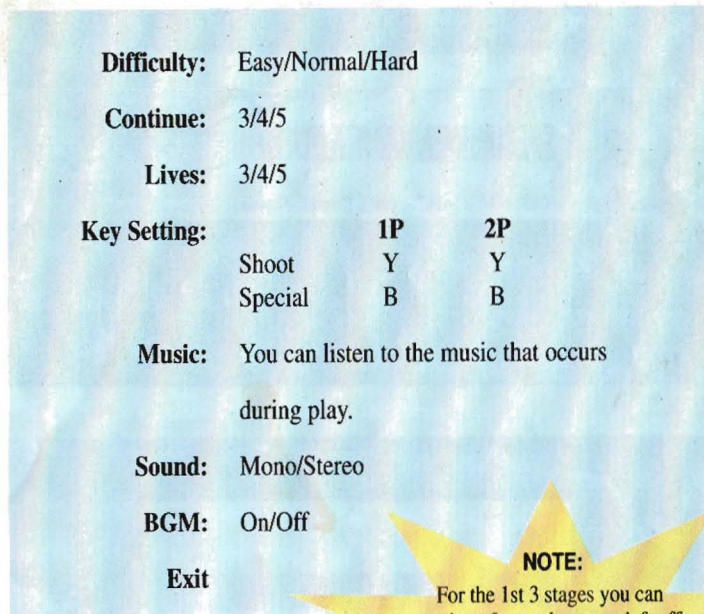 Difficulty: Easy/Normal/Hard
Continue: 3/4/5
Lives: 3/4/5
Key Setting: 1P 2P
Shoot Y Y
Special B B
Music: You can listen to the music that occurs
during play.
Sound: Mono/Stereo
BGM: On/Off
Exit
NOTE:
For the 1st 3 stages you can